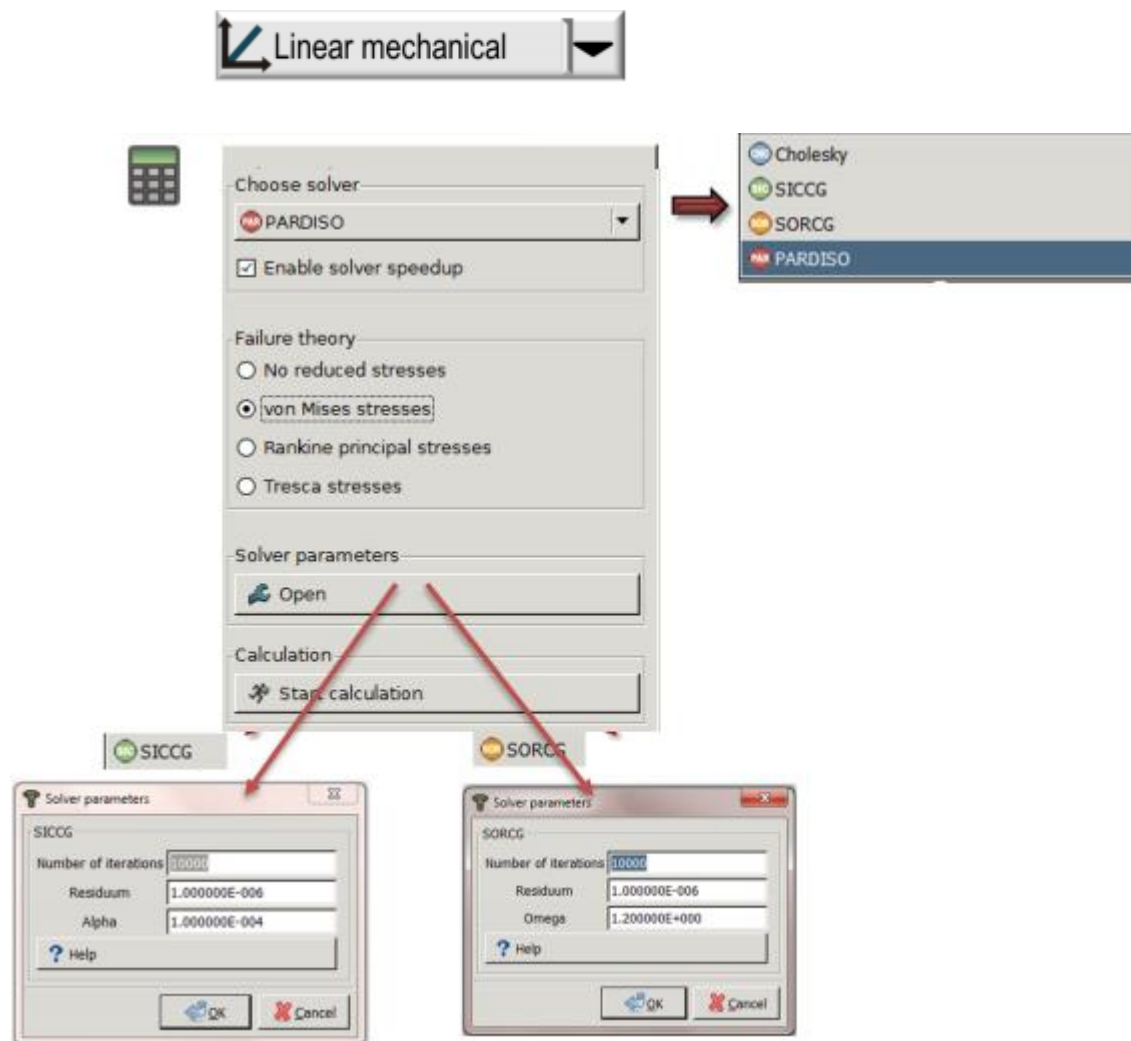 Linear mechanical
Choose solver
PARDISO
Enable solver speedup
Cholesky
SICCG
SORCG
PARDISO
Failure theory
No reduced stresses
von Mises stresses
Rankine principal stresses
Tresca stresses
Solver parameters
Open
Calculation
Start calculation
SICCG
SORCG
Solver parameters
SICCG
Number of iterations 10000
Residuum 1.000000E-006
Alpha 1.000000E-004
? Help
OK Cancel
Solver parameters
SORCG
Number of iterations 10000
Residuum 1.000000E-006
Omega 1.200000E+000
? Help
OK Cancel